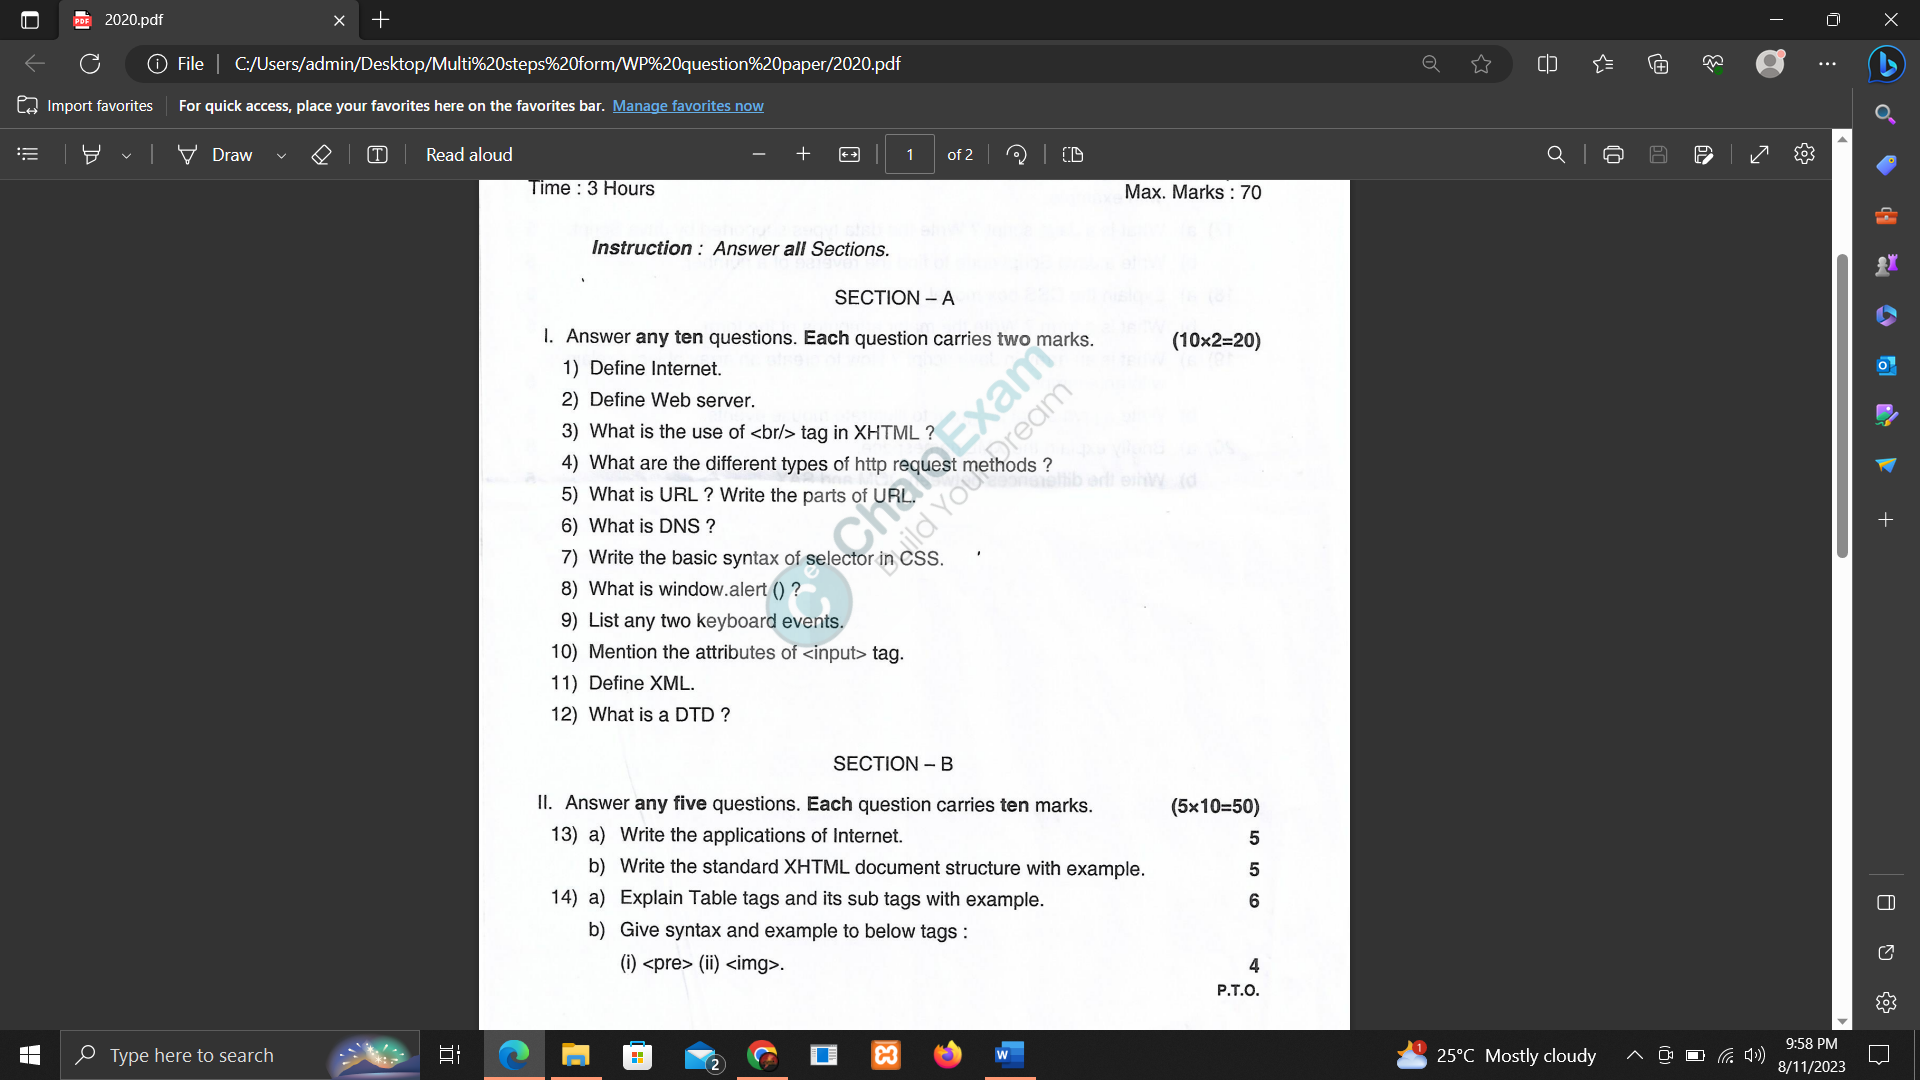 2020.pdf
File
C:/Users/admin/Desktop/Multi%20steps%20form/WP%20question%20paper/2020.pdf
Import favorites
For quick access, place your favorites here on the favorites bar. Manage favorites now
Draw
Read aloud
1 of 2
Time : 3 Hours Max. Marks : 70
Instruction : Answer all Sections.
SECTION – A
I. Answer any ten questions. Each question carries two marks. (10×2=20)
1) Define Internet.
2) Define Web server.
3) What is the use of <br/> tag in XHTML ?
4) What are the different types of http request methods ?
5) What is URL ? Write the parts of URL.
6) What is DNS ?
7) Write the basic syntax of selector in CSS.
8) What is window.alert () ?
9) List any two keyboard events.
10) Mention the attributes of <input> tag.
11) Define XML.
12) What is a DTD ?
ChaloExam
Build Your Dream
SECTION – B
II. Answer any five questions. Each question carries ten marks. (5×10=50)
13) a) Write the applications of Internet. 5
b) Write the standard XHTML document structure with example. 5
14) a) Explain Table tags and its sub tags with example. 6
b) Give syntax and example to below tags :
(i) <pre> (ii) <img>. 4
P.T.O.
Type here to search
2
1
25°C Mostly cloudy
9:58 PM
8/11/2023